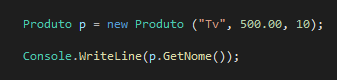 Produto p = new Produto ("Tv", 500.00, 10);
Console.WriteLine(p.GetNome());